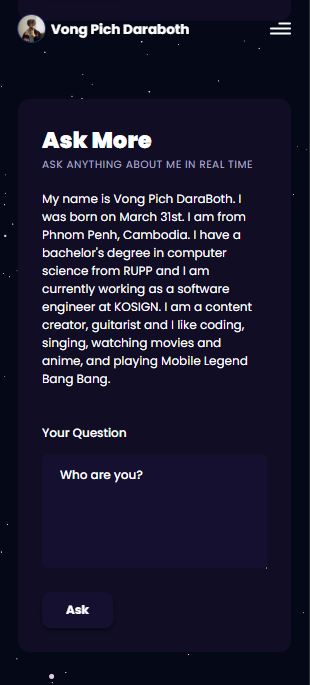 Vong Pich Daraboth
Ask More
ASK ANYTHING ABOUT ME IN REAL TIME
My name is Vong Pich DaraBoth. I
was born on March 31st. I am from
Phnom Penh, Cambodia. I have a
bachelor's degree in computer
science from RUPP and I am
currently working as a software
engineer at KOSIGN. I am a content
creator, guitarist and I like coding,
singing, watching movies and
anime, and playing Mobile Legend
Bang Bang.
Your Question
Who are you?
Ask